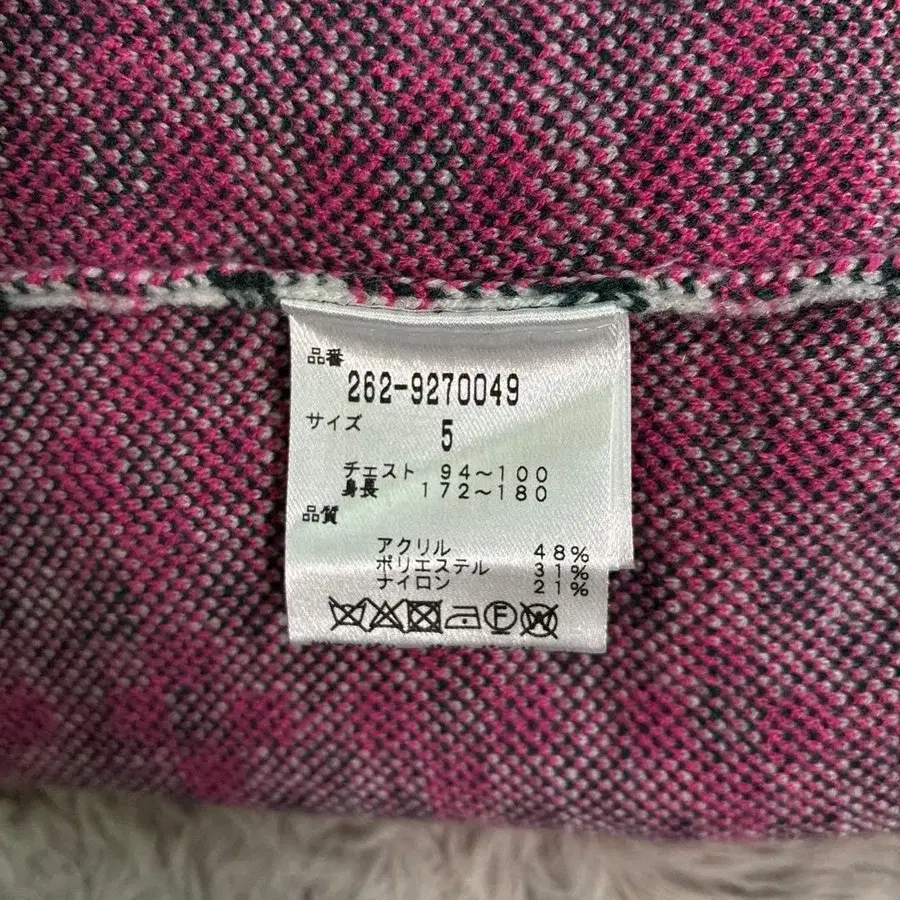 品番
262-9270049
サイズ
5
チェスト 94～100
身長 172～180
品質
アクリル 48%
ポリエステル 31%
ナイロン 21%
F W